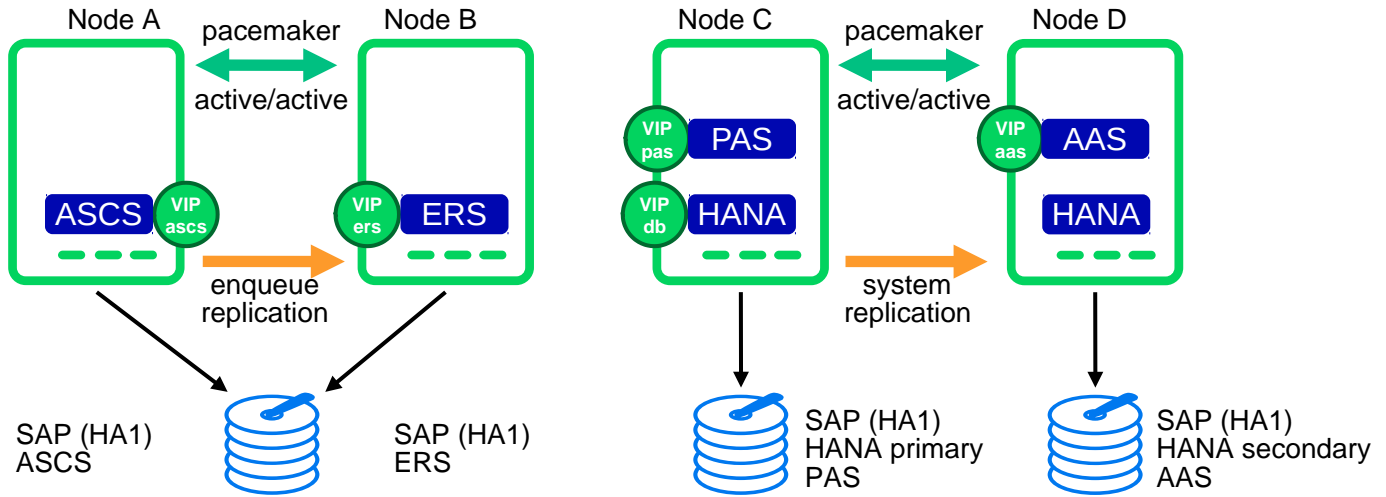 Node A
pacemaker
Node B
active/active
ASCS
VIP
ascs
VIP
ers
ERS
enqueue
replication
SAP (HA1)
ASCS
SAP (HA1)
ERS
Node C
pacemaker
Node D
active/active
VIP
pas
PAS
VIP
aas
AAS
VIP
db
HANA
HANA
system
replication
SAP (HA1)
HANA primary
PAS
SAP (HA1)
HANA secondary
AAS